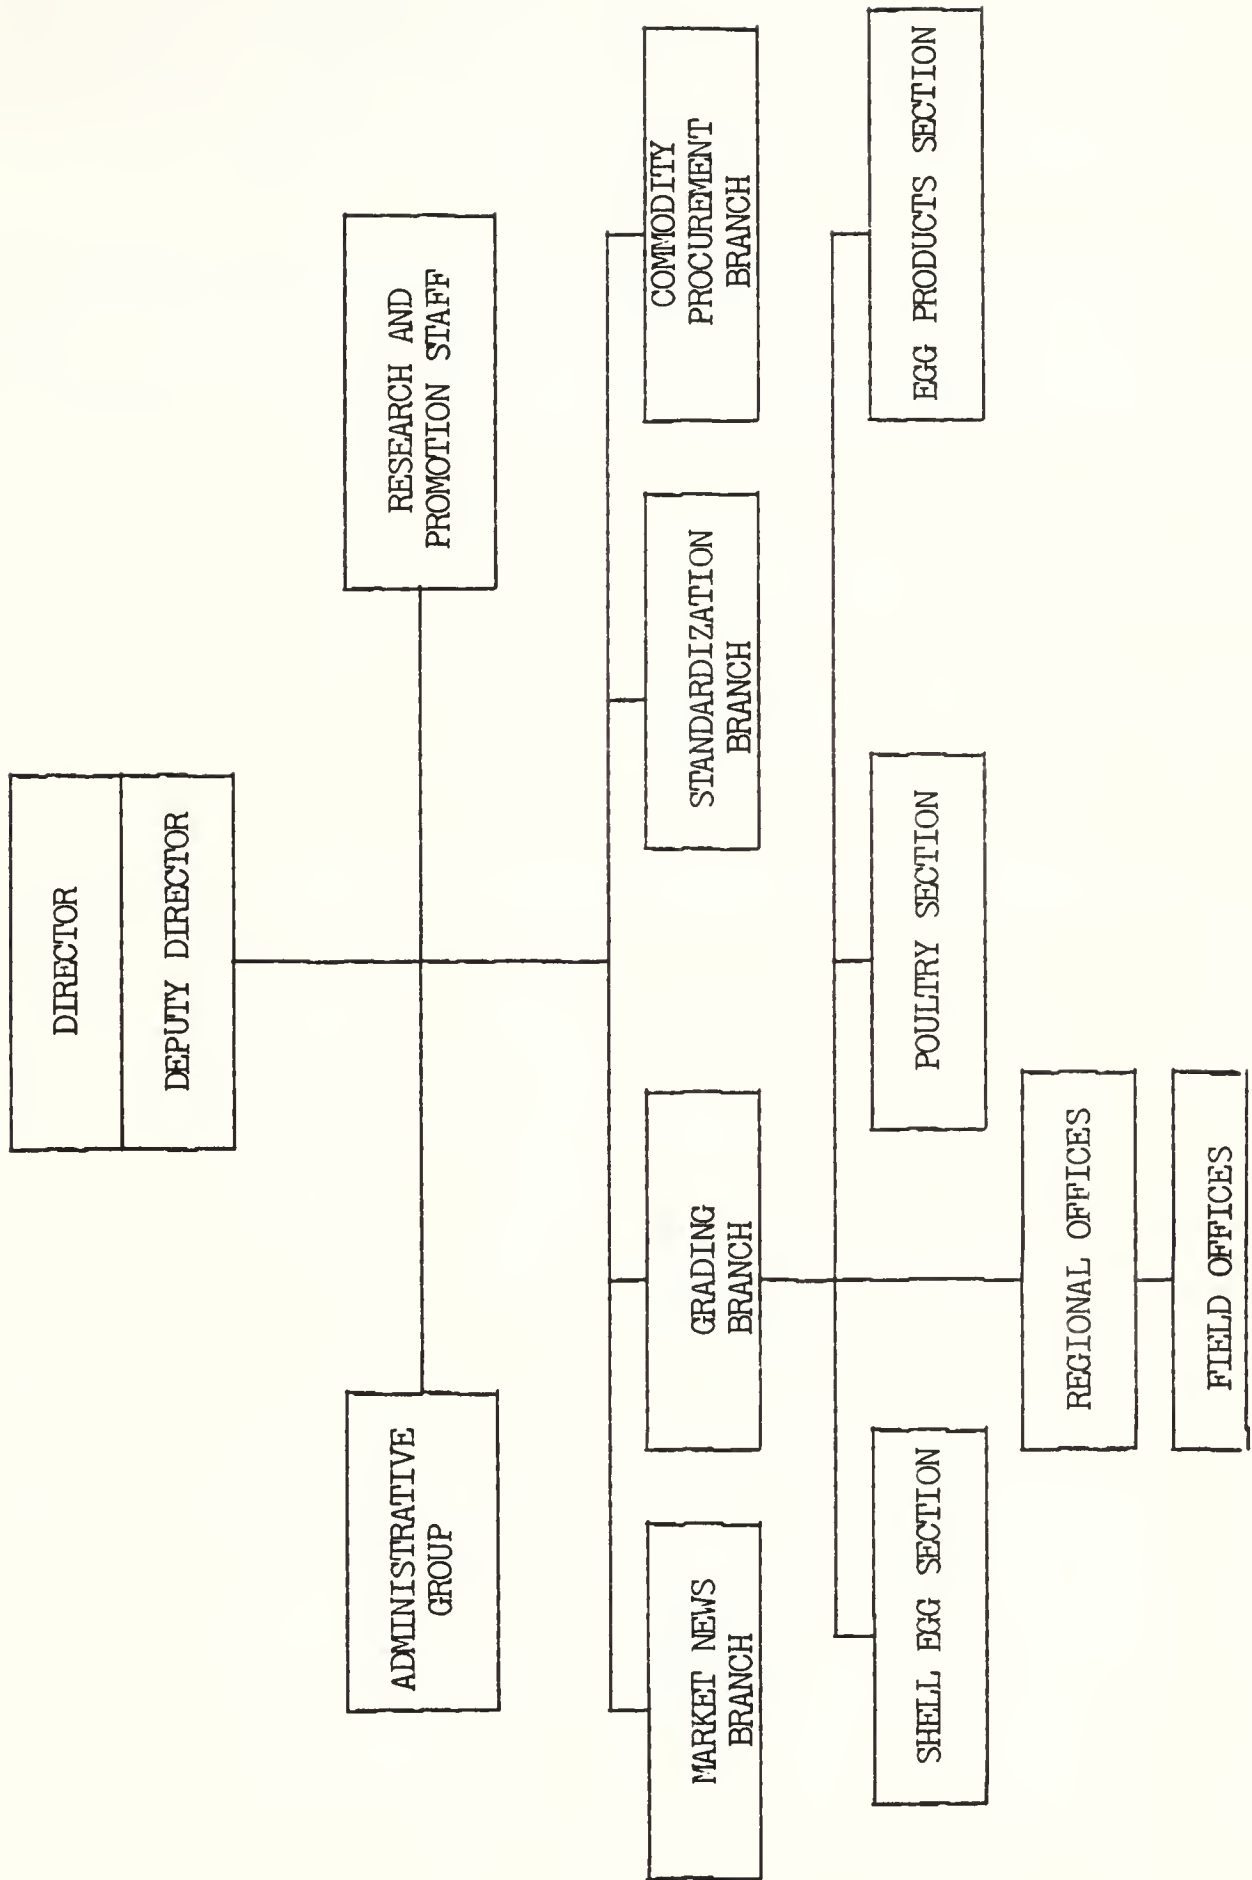 DIRECTOR
DEPUTY DIRECTOR
ADMINISTRATIVE
GROUP
RESEARCH AND
PROMOTION STAFF
MARKET NEWS
BRANCH
GRADING
BRANCH
STANDARDIZATION
BRANCH
COMMODITY
PROCUREMENT
BRANCH
SHELL EGG SECTION
POULTRY SECTION
EGG PRODUCTS SECTION
REGIONAL OFFICES
FIELD OFFICES